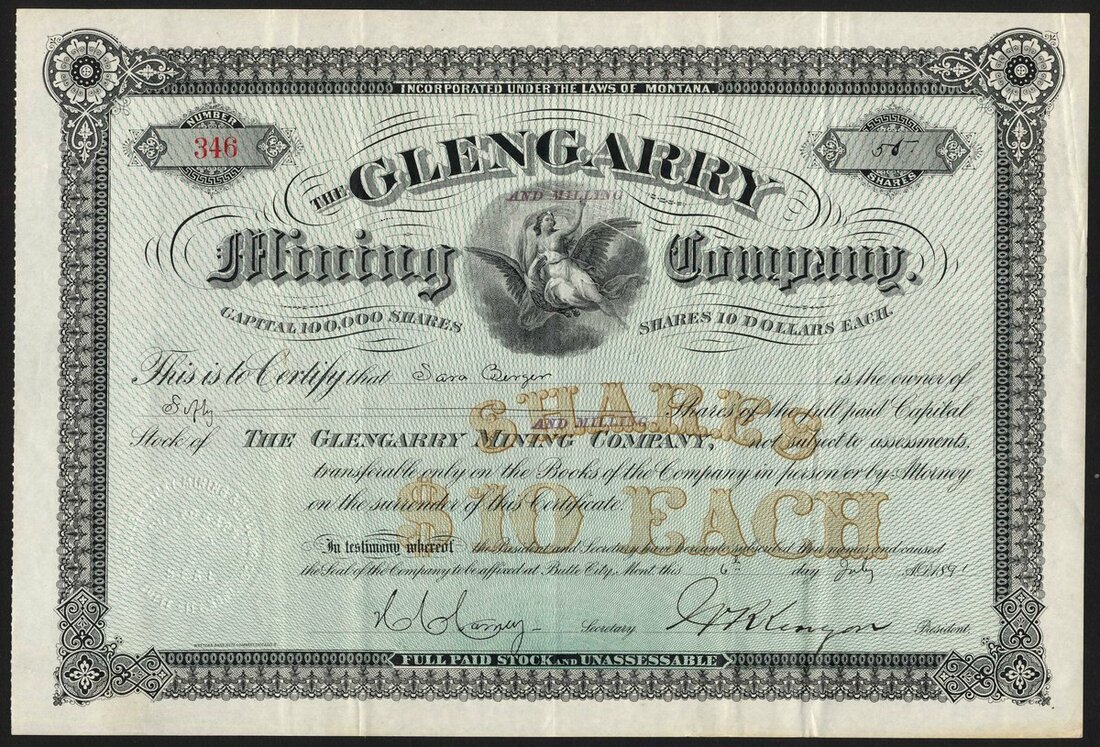 INCORPORATED UNDER THE LAWS OF MONTANA.
NUMBER
346
50
SHARES
THE GLENGARRY
AND MILLING
Mining Company.
CAPITAL 100,000 SHARES SHARES 10 DOLLARS EACH.
This is to Certify that Sara Berger is the owner of
Fifty Shares of the full paid Capital
AND MILLING
Stock of THE GLENGARRY MINING COMPANY, not subject to assessments,
transferable only on the Books of the Company in person or by Attorney
on the surrender of this Certificate.
SHARES
$10 EACH
In testimony whereof the President and Secretary have hereunto subscribed their names and caused
the Seal of the Company to be affixed at Butte City, Mont. this 6th day July A.D. 189
Secretary. President.
FULL PAID STOCK AND UNASSESSABLE